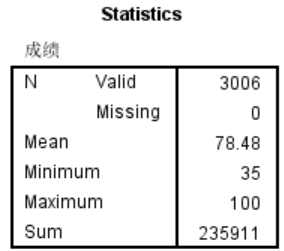 Statistics
成绩
N Valid 3006
Missing 0
Mean 78.48
Minimum 35
Maximum 100
Sum 235911